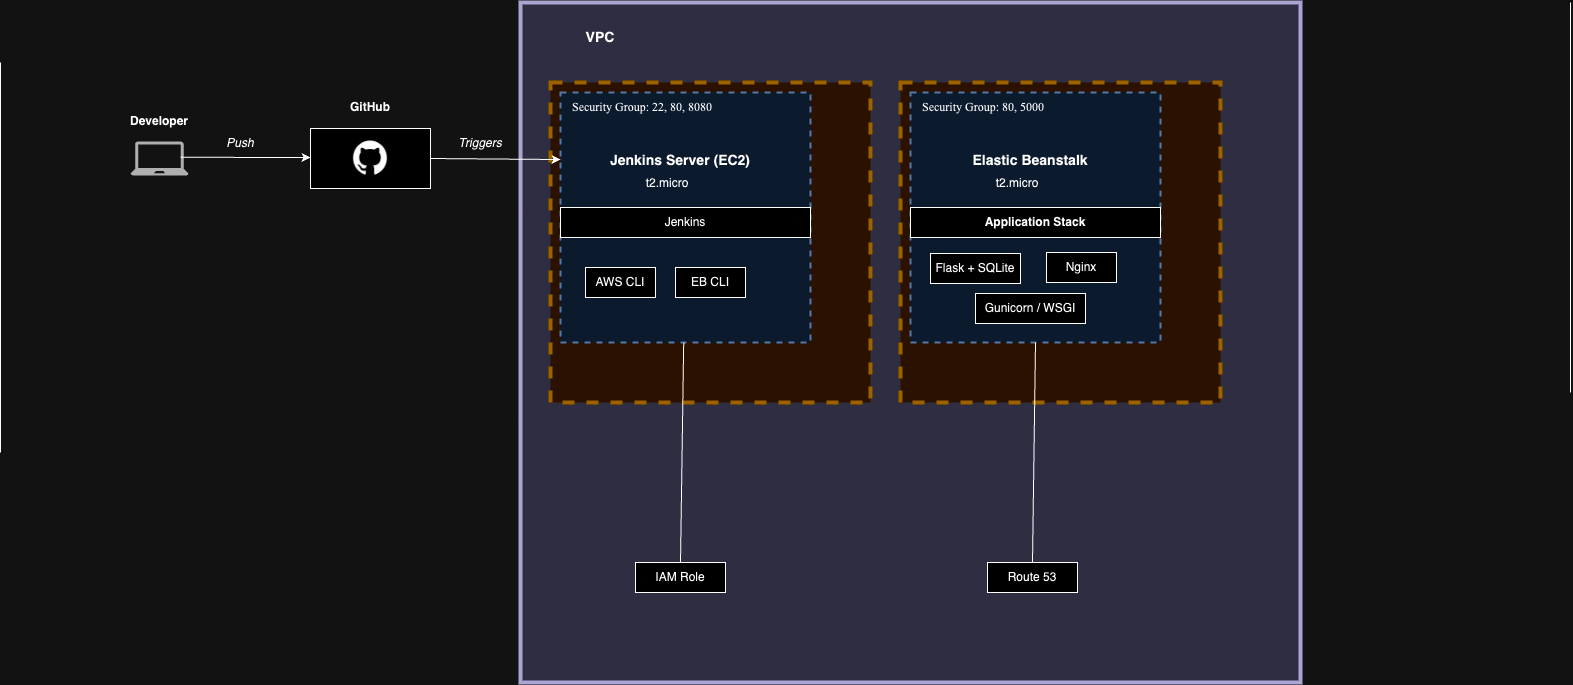 VPC
Developer
Push
GitHub
Triggers
Security Group: 22, 80, 8080
Jenkins Server (EC2)
t2.micro
Jenkins
AWS CLI
EB CLI
IAM Role
Security Group: 80, 5000
Elastic Beanstalk
t2.micro
Application Stack
Flask + SQLite
Nginx
Gunicorn / WSGI
Route 53